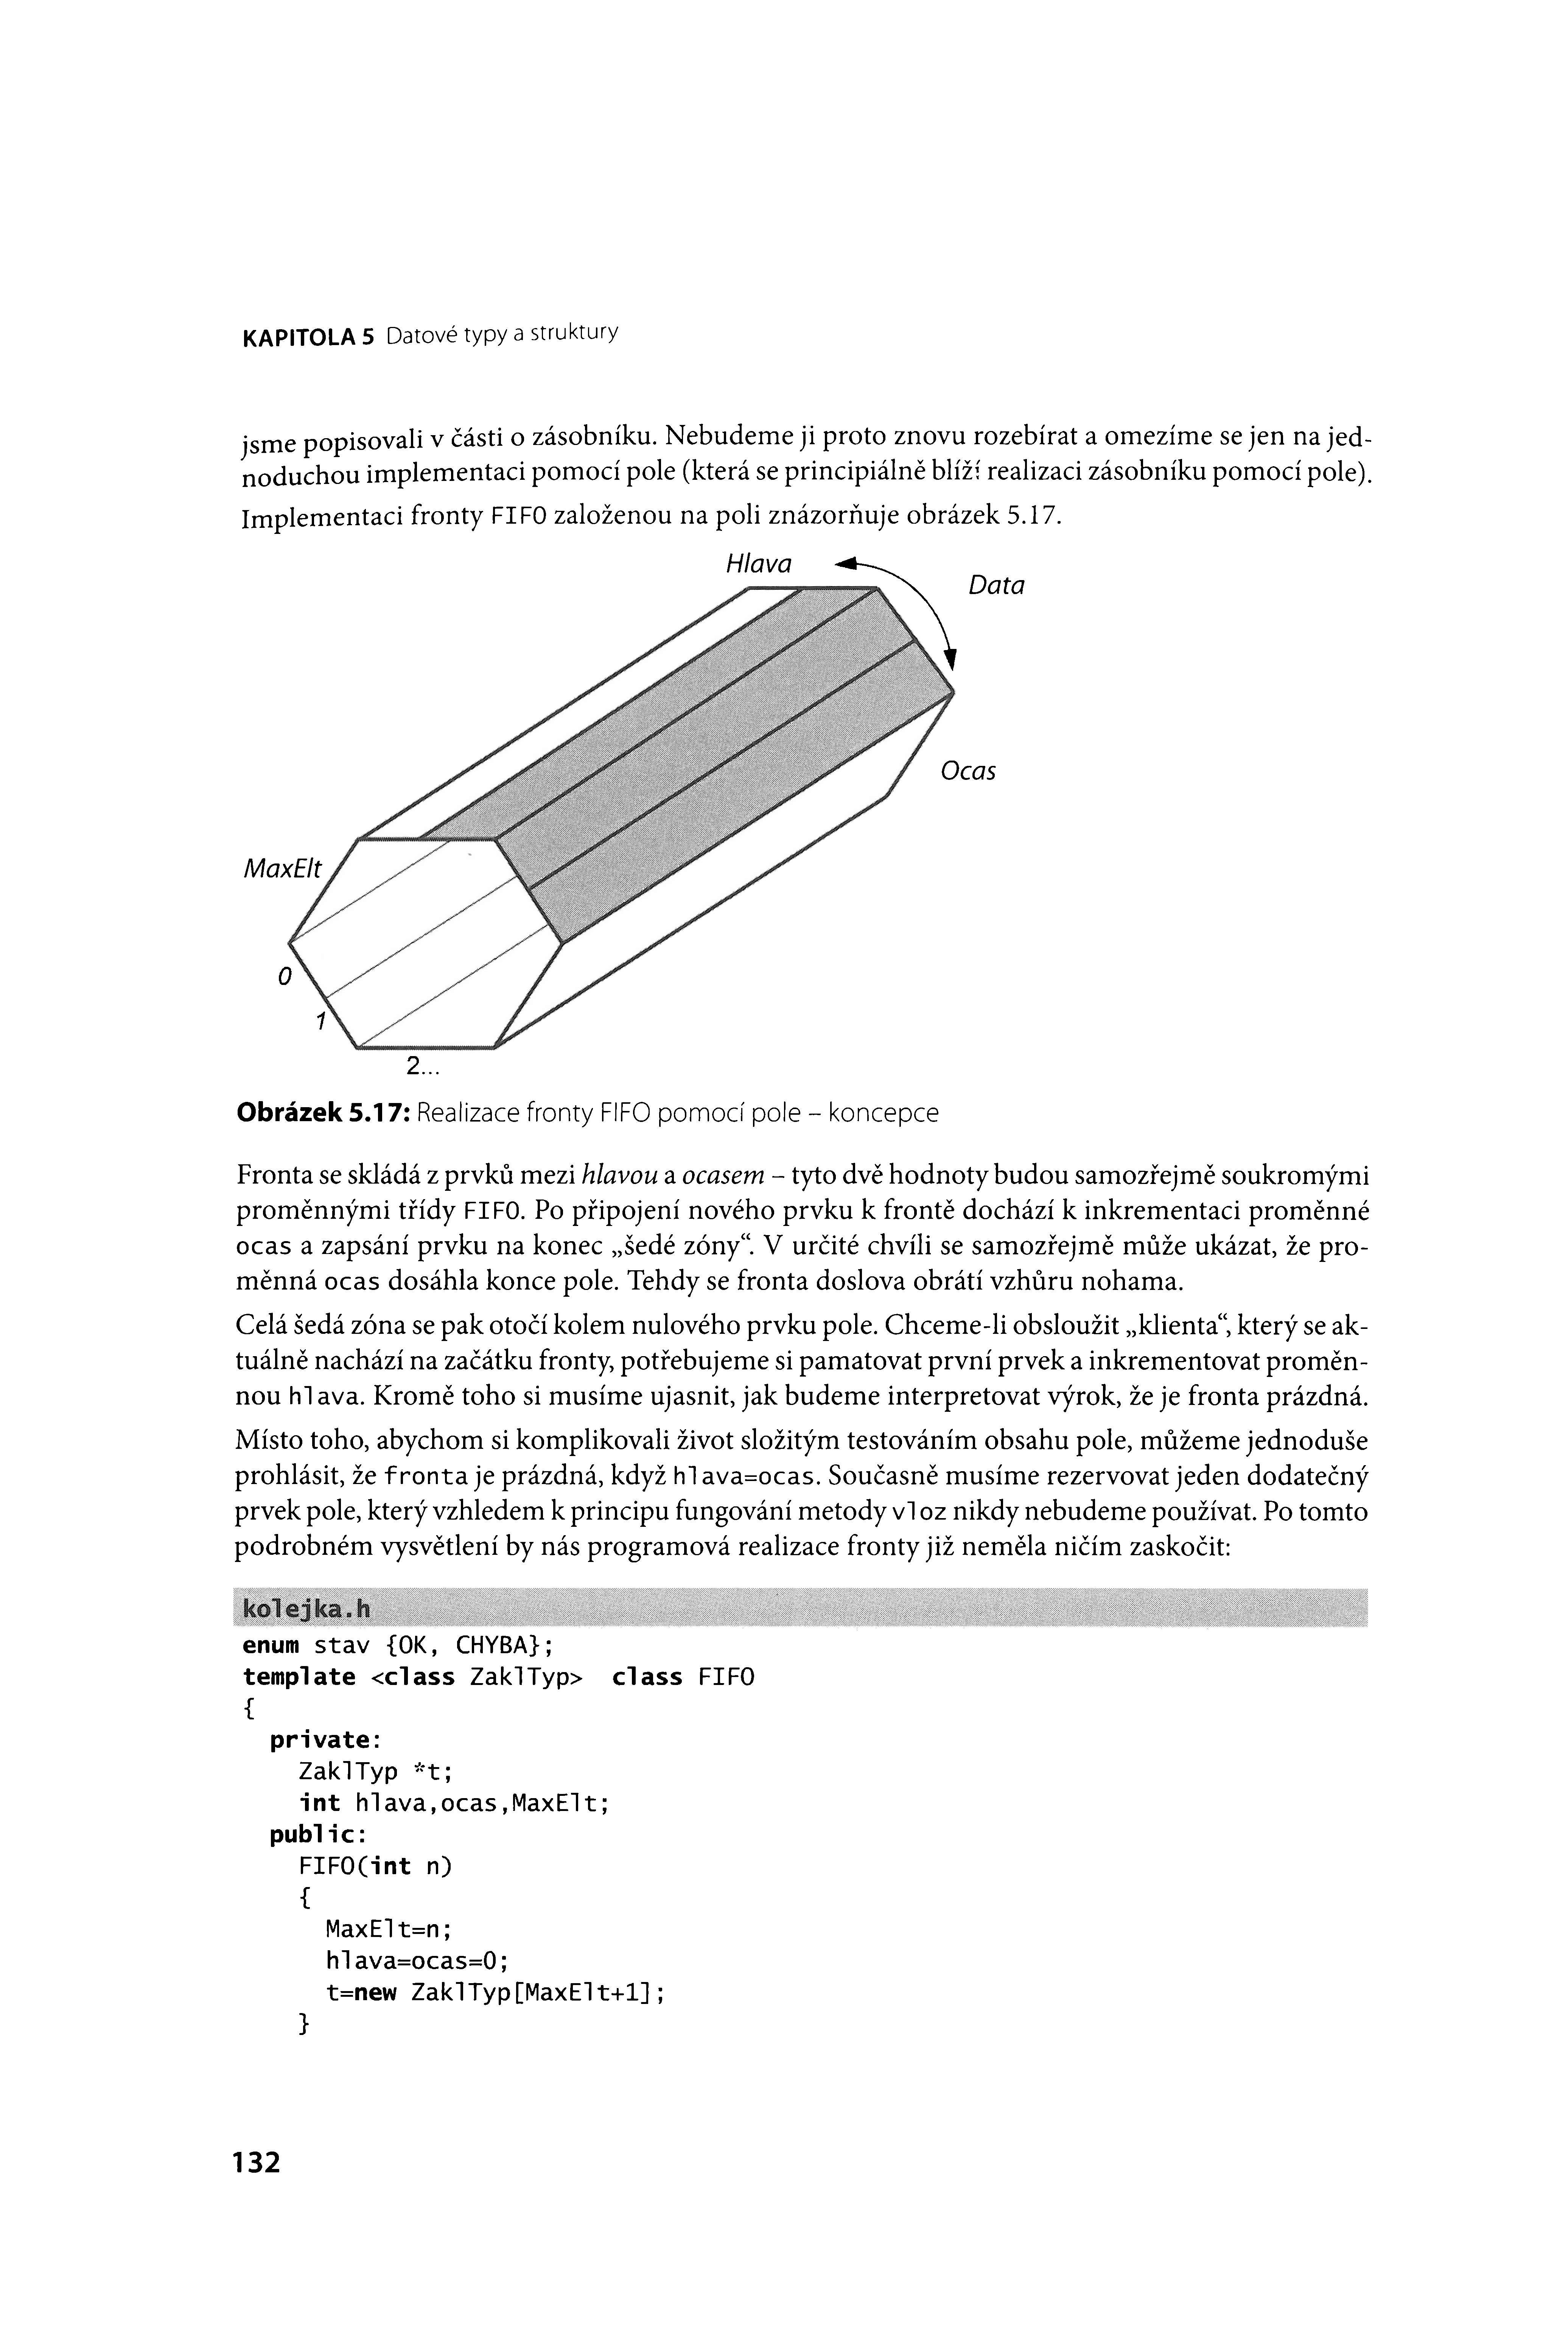 KAPITOLA 5 Datové typy a struktury
jsme popisovali v části o zásobníku. Nebudeme ji proto znovu rozebírat a omezíme se jen na jed-
noduchou implementaci pomocí pole (která se principiálně blíží realizaci zásobníku pomocí pole).
Implementaci fronty FIFO založenou na poli znázorňuje obrázek 5.17.
Hlava
Data
Ocas
MaxElt
0
1
2...
Obrázek 5.17: Realizace fronty FIFO pomocí pole – koncepce
Fronta se skládá z prvků mezi hlavou a ocasem – tyto dvě hodnoty budou samozřejmě soukromými
proměnnými třídy FIFO. Po připojení nového prvku k frontě dochází k inkrementaci proměnné
ocas a zapsání prvku na konec „šedé zóny“. V určité chvíli se samozřejmě může ukázat, že pro-
měnná ocas dosáhla konce pole. Tehdy se fronta doslova obrátí vzhůru nohama.
Celá šedá zóna se pak otočí kolem nulového prvku pole. Chceme-li obsloužit „klienta“, který se ak-
tuálně nachází na začátku fronty, potřebujeme si pamatovat první prvek a inkrementovat proměn-
nou hlava. Kromě toho si musíme ujasnit, jak budeme interpretovat výrok, že je fronta prázdná.
Místo toho, abychom si komplikovali život složitým testováním obsahu pole, můžeme jednoduše
prohlásit, že fronta je prázdná, když hlava=ocas. Současně musíme rezervovat jeden dodatečný
prvek pole, který vzhledem k principu fungování metody vloz nikdy nebudeme používat. Po tomto
podrobném vysvětlení by nás programová realizace fronty již neměla ničím zaskočit:
kolejka.h
enum stav {OK, CHYBA};
template <class ZaklTyp>  class FIFO
{
  private:
    ZaklTyp *t;
    int hlava,ocas,MaxElt;
  public:
    FIFO(int n)
    {
      MaxElt=n;
      hlava=ocas=0;
      t=new ZaklTyp[MaxElt+1];
    }
132